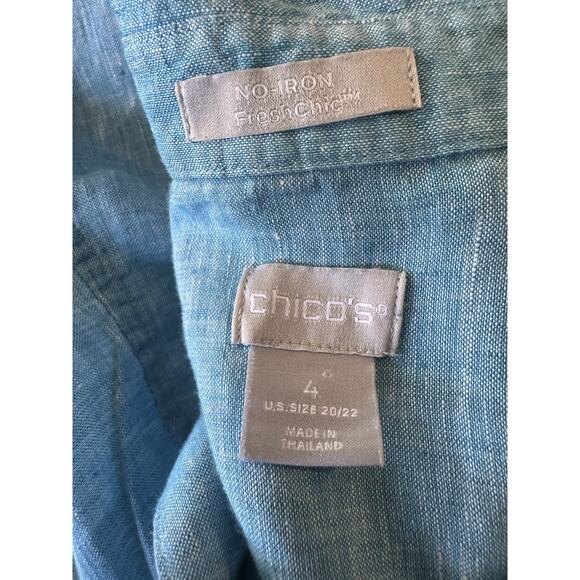 NO-IRON
FreshChic™
chico's®
4
U.S.SIZE 20/22
MADE IN
THAILAND